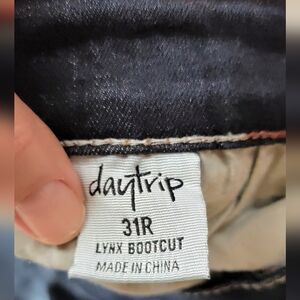 daytrip
31R
LYNX BOOTCUT
MADE IN CHINA